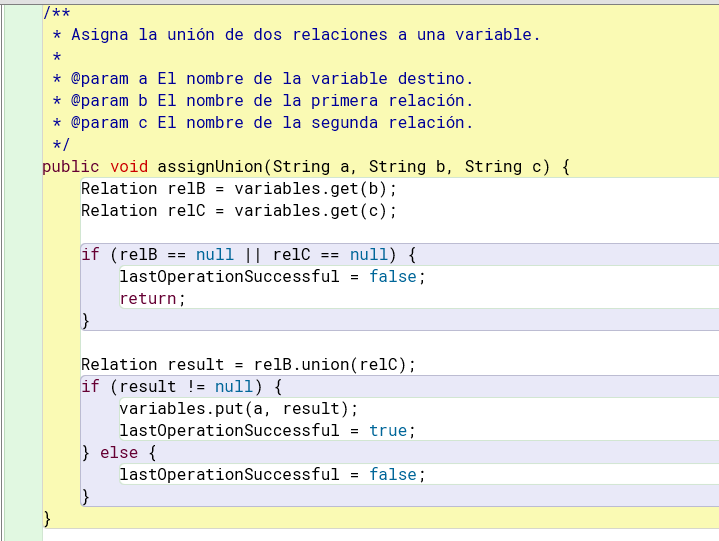 /**
 * Asigna la unión de dos relaciones a una variable.
 *
 * @param a El nombre de la variable destino.
 * @param b El nombre de la primera relación.
 * @param c El nombre de la segunda relación.
 */
public void assignUnion(String a, String b, String c) {
    Relation relB = variables.get(b);
    Relation relC = variables.get(c);

    if (relB == null || relC == null) {
        lastOperationSuccessful = false;
        return;
    }

    Relation result = relB.union(relC);
    if (result != null) {
        variables.put(a, result);
        lastOperationSuccessful = true;
    } else {
        lastOperationSuccessful = false;
    }
}